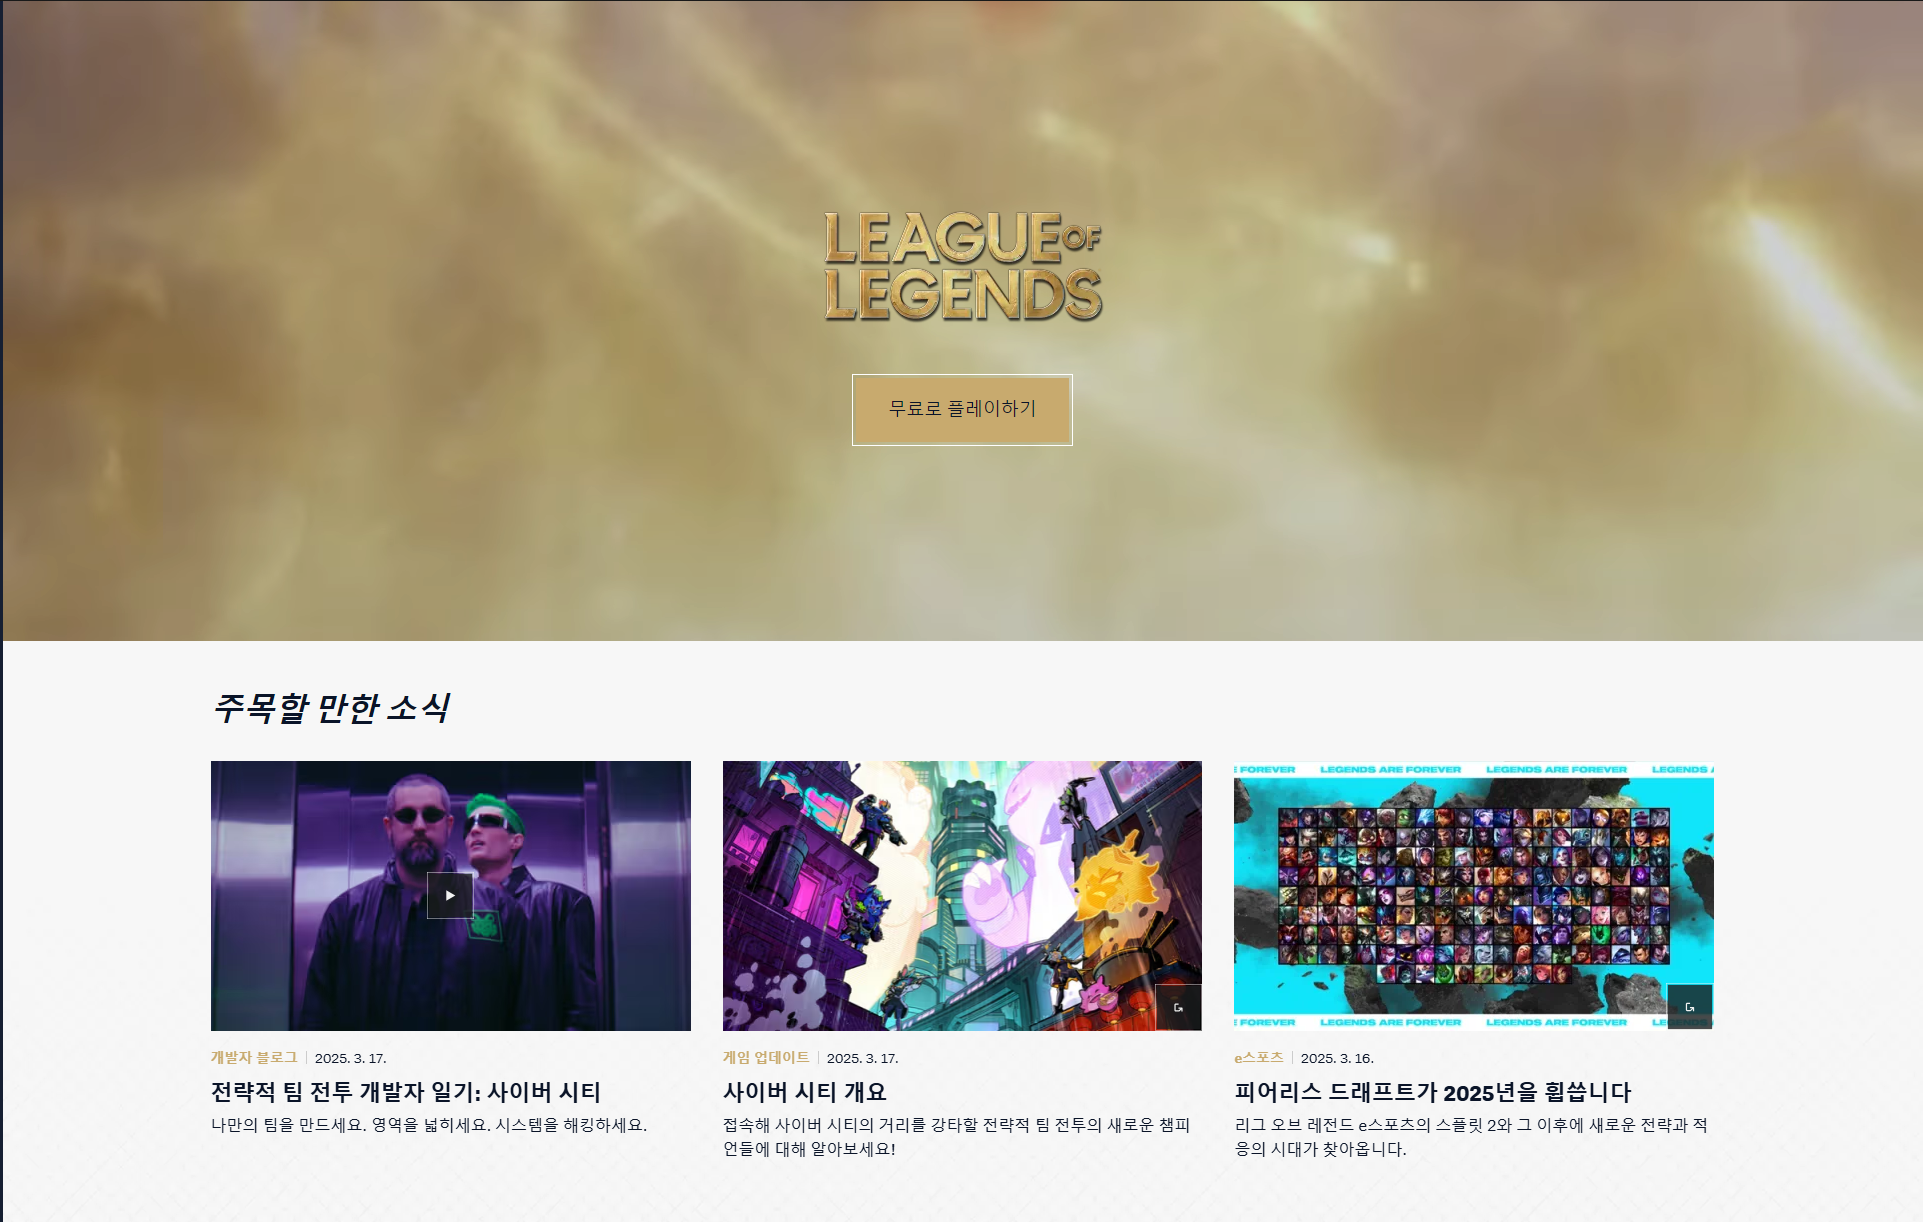 LEAGUE OF
LEGENDS
무료로 플레이하기
주목할 만한 소식
E FOREVER LEGENDS ARE FOREVER LEGENDS ARE FOREVER LEGENDS A
E FOREVER LEGENDS ARE FOREVER LEGENDS ARE FOREVER
개발자 블로그 2025. 3. 17.
전략적 팀 전투 개발자 일기: 사이버 시티
나만의 팀을 만드세요. 영역을 넓히세요. 시스템을 해킹하세요.
게임 업데이트 2025. 3. 17.
사이버 시티 개요
접속해 사이버 시티의 거리를 강타할 전략적 팀 전투의 새로운 챔피
언들에 대해 알아보세요!
e스포츠 2025. 3. 16.
피어리스 드래프트가 2025년을 휩씁니다
리그 오브 레전드 e스포츠의 스플릿 2와 그 이후에 새로운 전략과 적
응의 시대가 찾아옵니다.